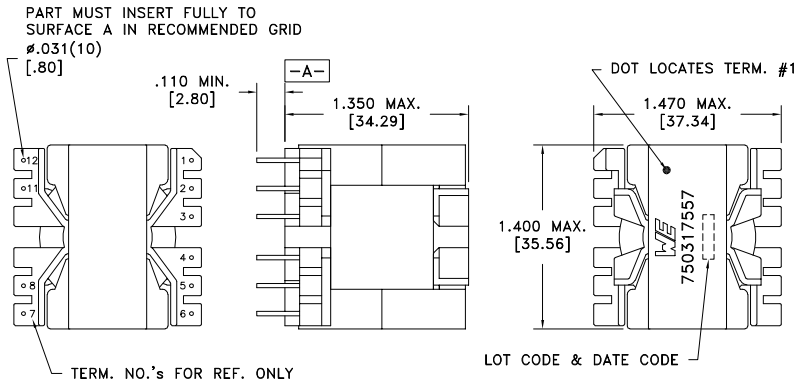 PART MUST INSERT FULLY TO
SURFACE A IN RECOMMENDED GRID
ø.031(10)
[.80]
.110 MIN.
[2.80]
-A-
1.350 MAX.
[34.29]
DOT LOCATES TERM. #1
1.470 MAX.
[37.34]
12
11
8
7
1
2
3
4
5
6
1.400 MAX.
[35.56]
WE
750317557
TERM. NO.'s FOR REF. ONLY
LOT CODE & DATE CODE